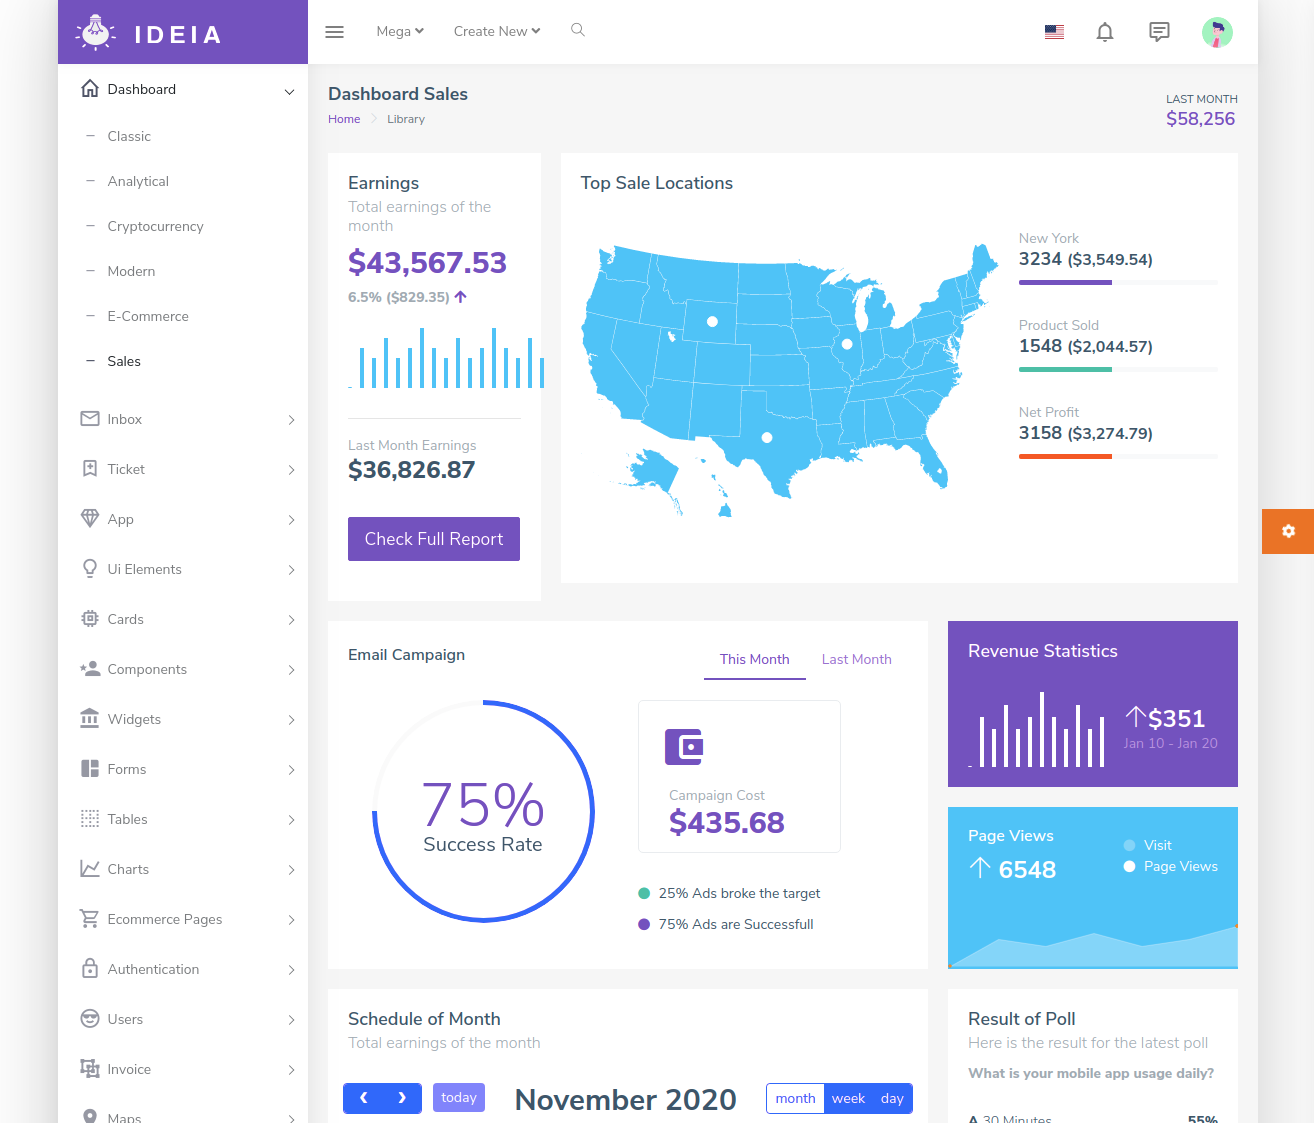 IDEIA
Mega
Create New
Dashboard
Classic
Analytical
Cryptocurrency
Modern
E-Commerce
Sales
Inbox
Ticket
App
Ui Elements
Cards
Components
Widgets
Forms
Tables
Charts
Ecommerce Pages
Authentication
Users
Invoice
Maps
Dashboard Sales
Home
Library
LAST MONTH
$58,256
Earnings
Total earnings of the
month
$43,567.53
6.5% ($829.35)
Last Month Earnings
$36,826.87
Check Full Report
Top Sale Locations
New York
3234 ($3,549.54)
Product Sold
1548 ($2,044.57)
Net Profit
3158 ($3,274.79)
Email Campaign
This Month
Last Month
75%
Success Rate
Campaign Cost
$435.68
25% Ads broke the target
75% Ads are Successfull
Revenue Statistics
$351
Jan 10 - Jan 20
Page Views
6548
Visit
Page Views
Schedule of Month
Total earnings of the month
today
November 2020
month
week
day
Result of Poll
Here is the result for the latest poll
What is your mobile app usage daily?
A 30 Minutes
55%